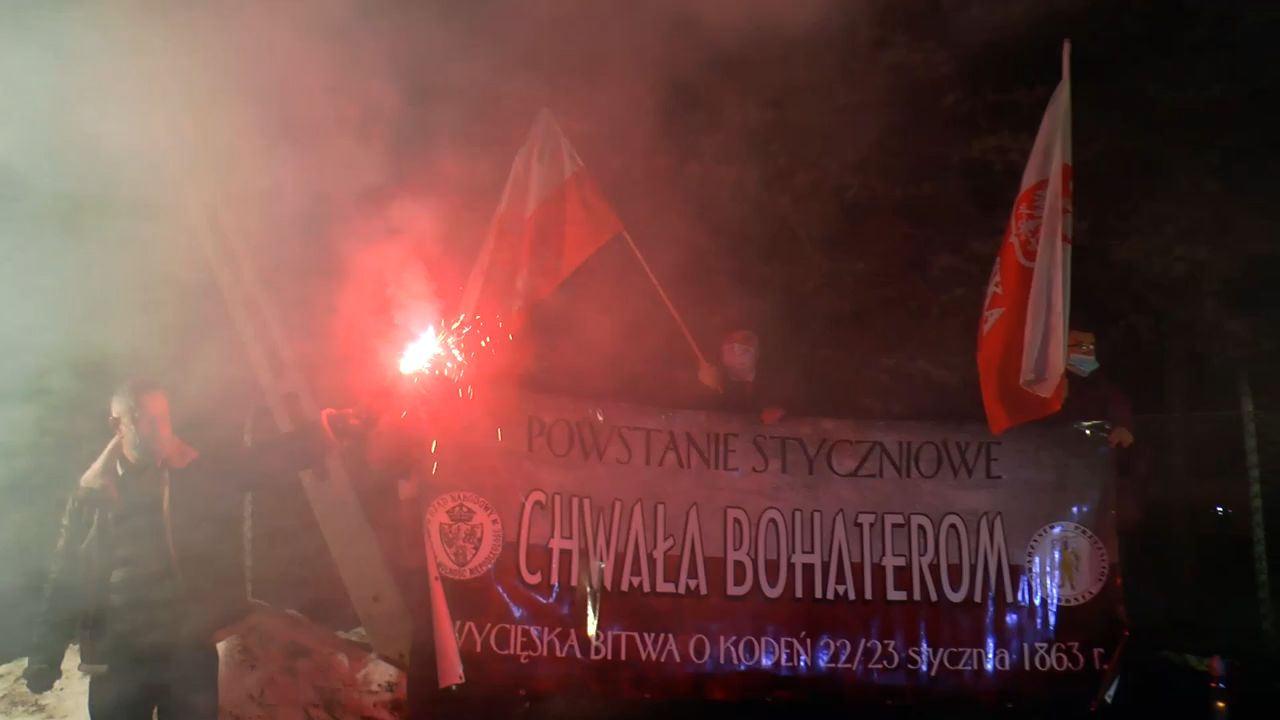 POWSTANIE STYCZNIOWE
CHWAŁA BOHATEROM
WYCIĘSKA BITWA O KODEŃ 22/23 stycznia 1863 r.